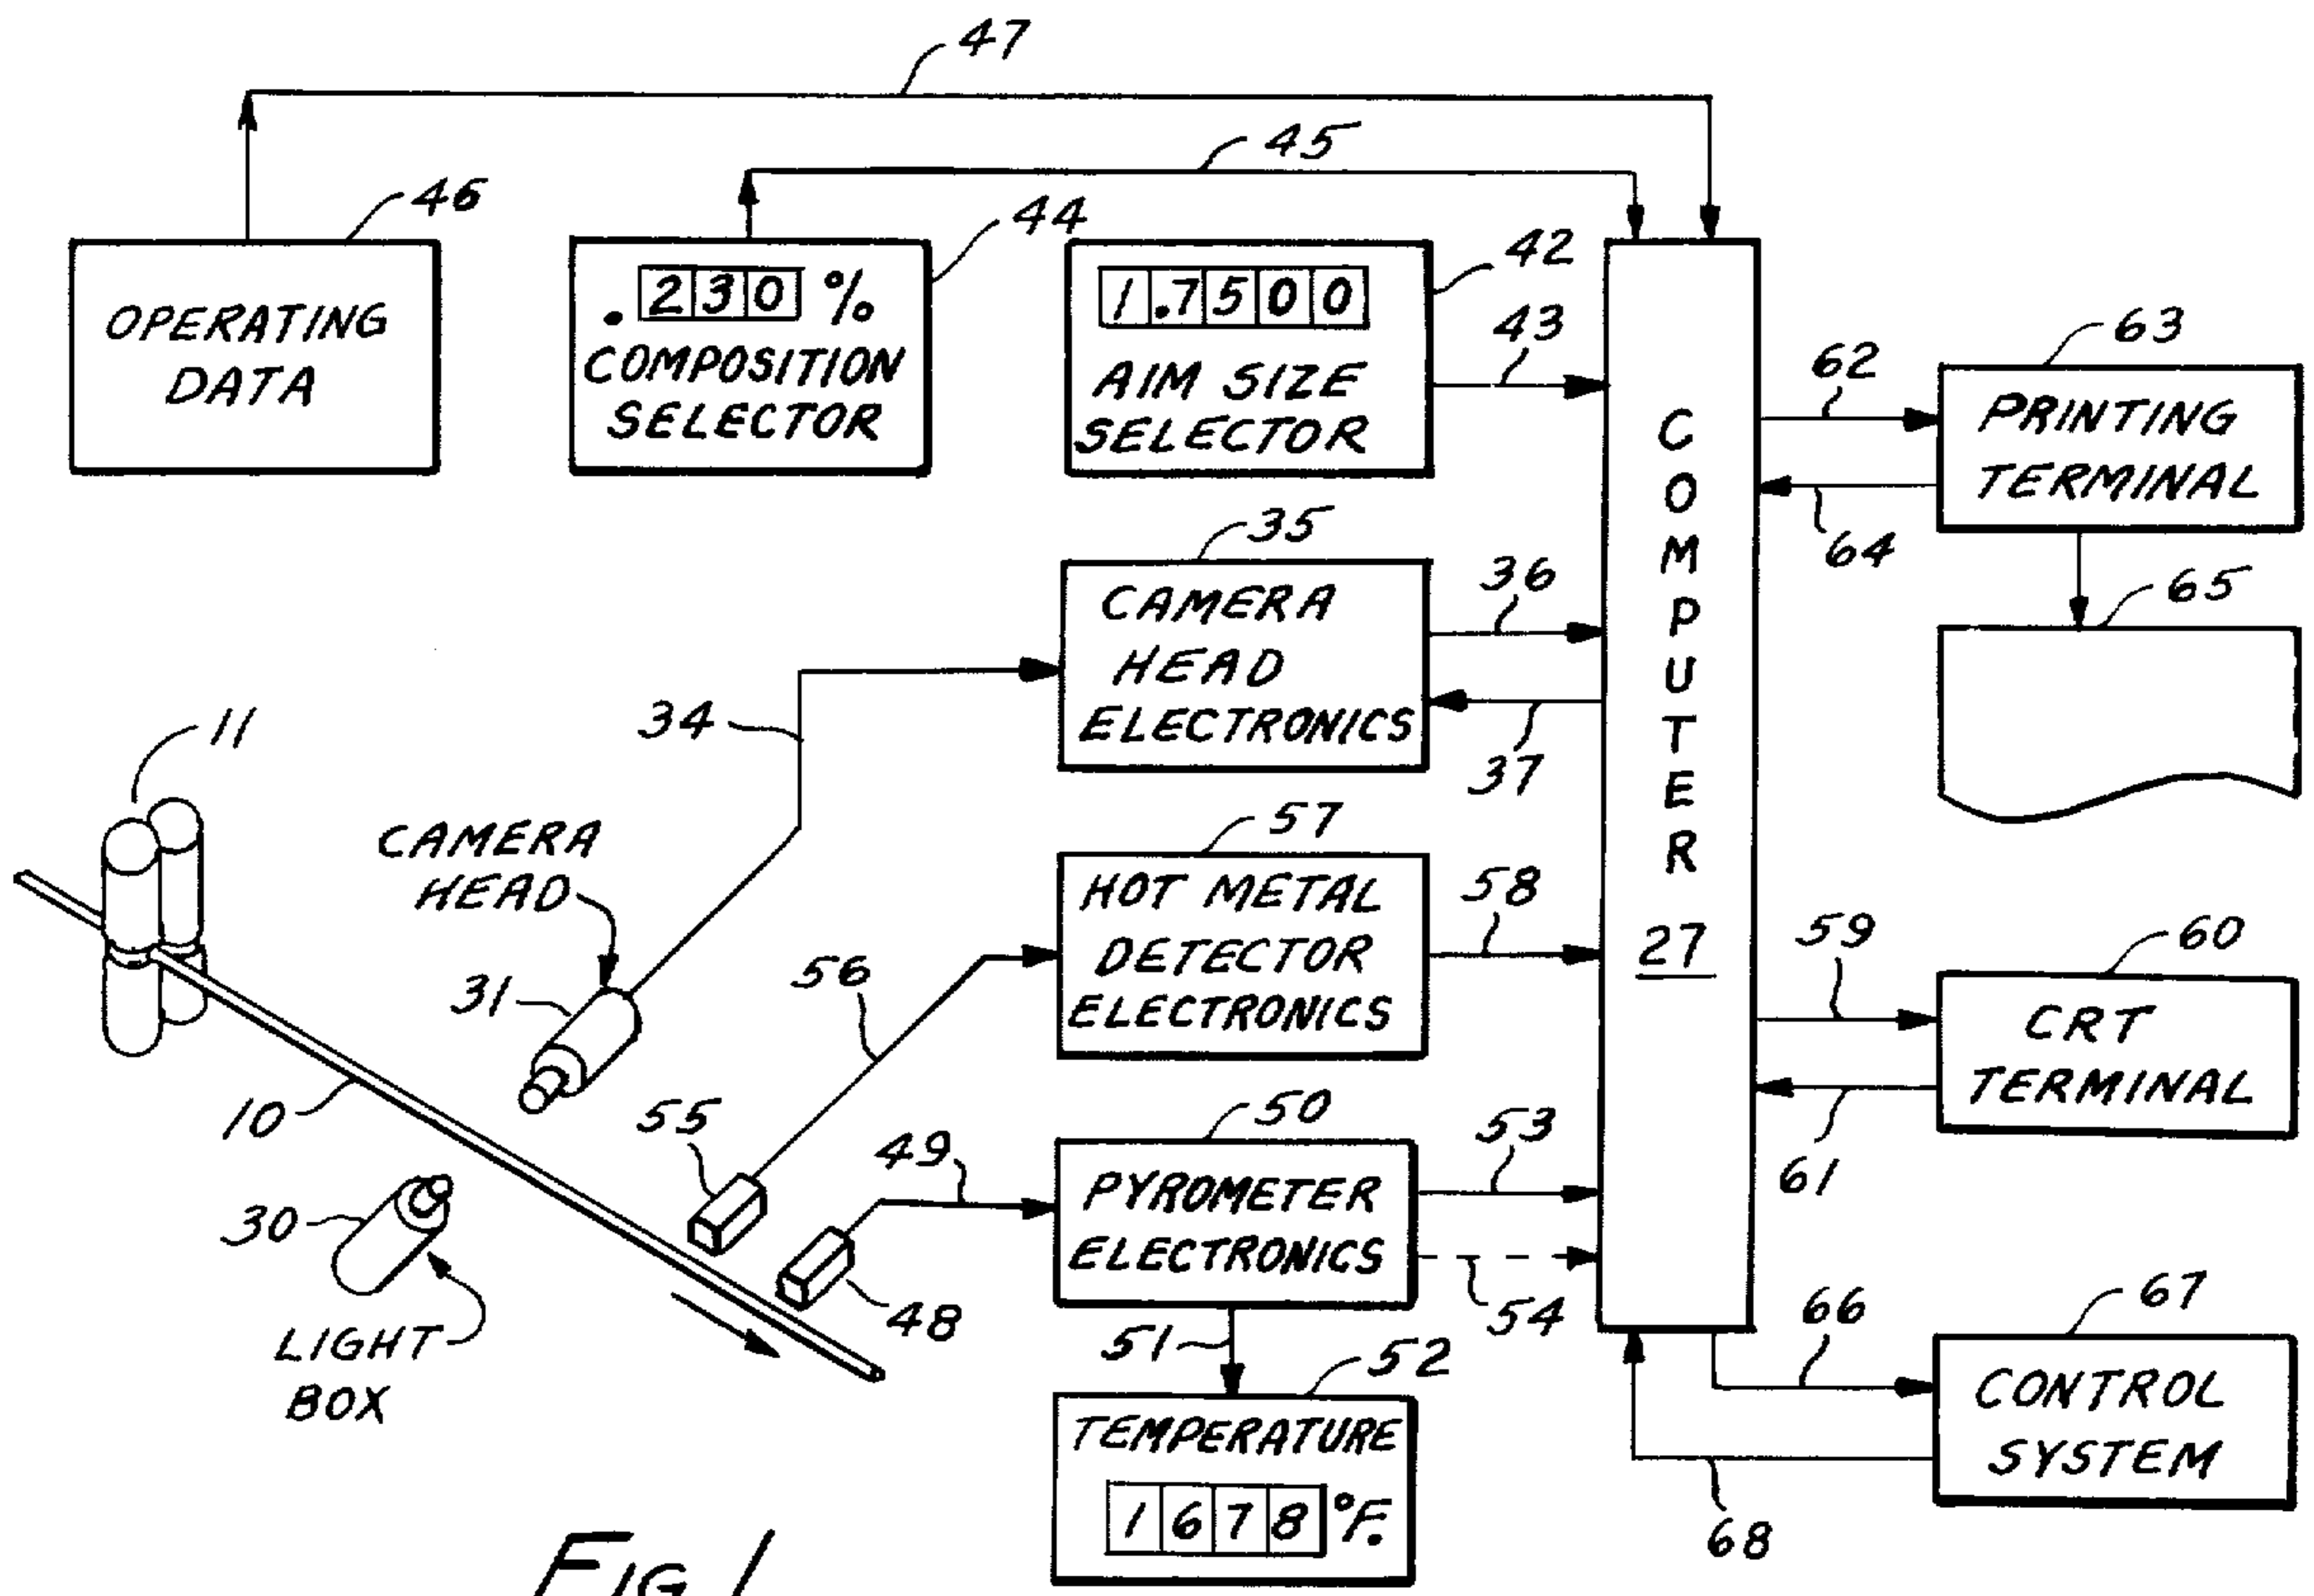 47
45
46
44
42
OPERATING
DATA
.230 %
COMPOSITION
SELECTOR
1.7500
AIM SIZE
SELECTOR
43
COMPUTER
27
62
63
PRINTING
TERMINAL
64
65
35
CAMERA
HEAD
ELECTRONICS
36
37
34
11
CAMERA
HEAD
31
10
30
LIGHT
BOX
57
HOT METAL
DETECTOR
ELECTRONICS
58
56
55
59
60
CRT
TERMINAL
61
50
PYROMETER
ELECTRONICS
49
48
53
54
51
52
TEMPERATURE
1678 °F.
66
67
CONTROL
SYSTEM
68
FIG. 1